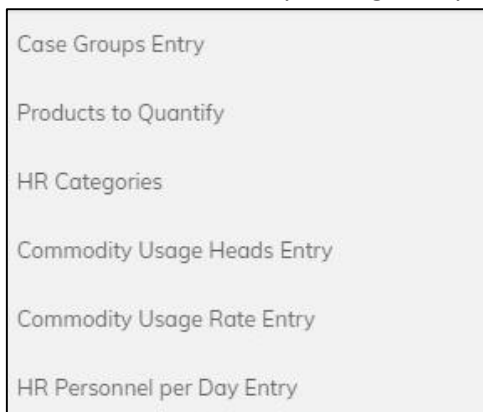 Case Groups Entry
Products to Quantify
HR Categories
Commodity Usage Heads Entry
Commodity Usage Rate Entry
HR Personnel per Day Entry